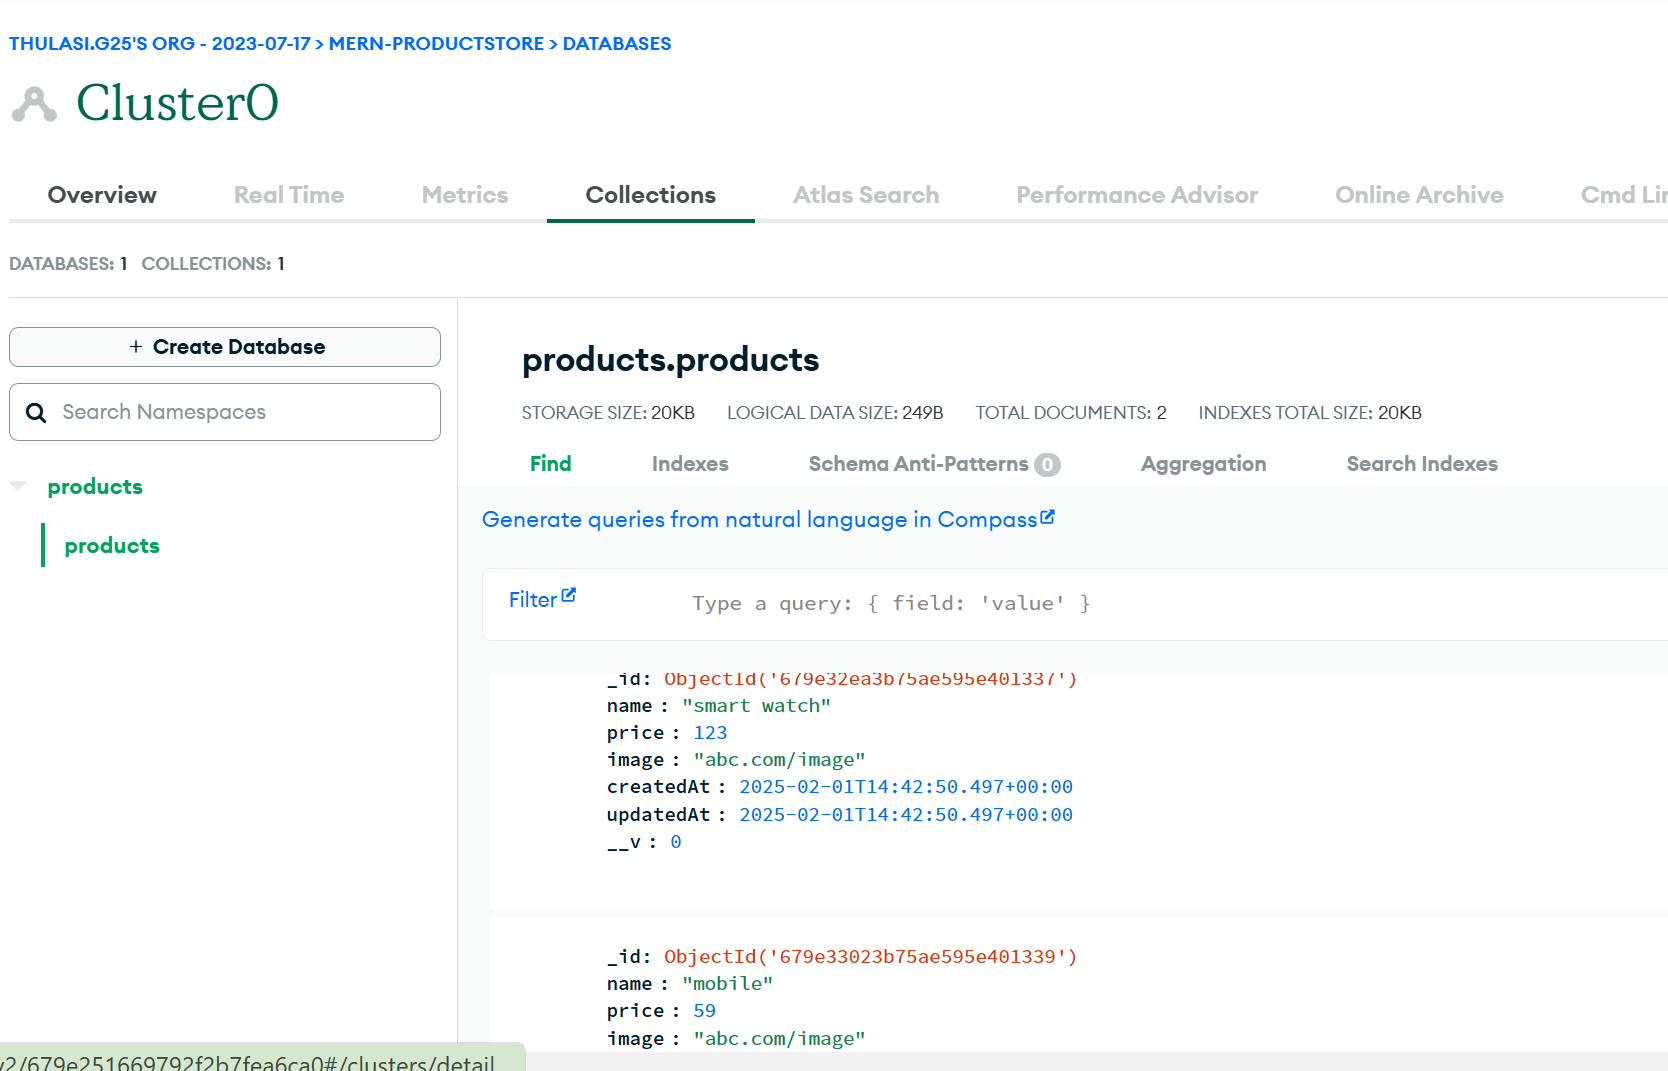 THULASI.G25'S ORG - 2023-07-17 > MERN-PRODUCTSTORE > DATABASES
Cluster0
Overview Real Time Metrics Collections Atlas Search Performance Advisor Online Archive Cmd Li
DATABASES: 1 COLLECTIONS: 1
+ Create Database
Search Namespaces
products
products
products.products
STORAGE SIZE: 20KB LOGICAL DATA SIZE: 249B TOTAL DOCUMENTS: 2 INDEXES TOTAL SIZE: 20KB
Find Indexes Schema Anti-Patterns 0 Aggregation Search Indexes
Generate queries from natural language in Compass
Filter Type a query: { field: 'value' }
_id: ObjectId('679e32ea3b75ae595e401337')
name : "smart watch"
price : 123
image : "abc.com/image"
createdAt : 2025-02-01T14:42:50.497+00:00
updatedAt : 2025-02-01T14:42:50.497+00:00
__v : 0
_id: ObjectId('679e33023b75ae595e401339')
name : "mobile"
price : 59
image : "abc.com/image"
v2/679e251669792f2b7fea6ca0#/clusters/detail